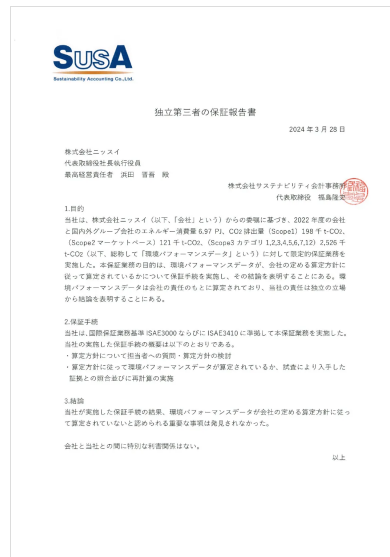 SUSA
Sustainability Accounting Co.,Ltd.
独立第三者の保証報告書
2024 年 3 月 28 日
株式会社ニッスイ
代表取締役社長執行役員
最高経営責任者　浜田　晋吾　殿
株式会社サステナビリティ会計事務所
代表取締役　福島隆史
1.目的
当社は、株式会社ニッスイ（以下、「会社」という）からの委嘱に基づき、2022 年度の会社
と国内外グループ会社のエネルギー消費量 6.97 PJ、CO2 排出量（Scope1）198 千 t-CO2、
（Scope2 マーケットベース）121 千 t-CO2、（Scope3 カテゴリ 1,2,3,4,5,6,7,12）2,526 千
t-CO2（以下、総称して「環境パフォーマンスデータ」という）に対して限定的保証業務を
実施した。本保証業務の目的は、環境パフォーマンスデータが、会社の定める算定方針に
従って算定されているかについて保証手続を実施し、その結論を表明することにある。環
境パフォーマンスデータは会社の責任のもとに算定されており、当社の責任は独立の立場
から結論を表明することにある。
2.保証手続
当社は、国際保証業務基準 ISAE3000 ならびに ISAE3410 に準拠して本保証業務を実施した。
当社の実施した保証手続の概要は以下のとおりである。
・算定方針について担当者への質問・算定方針の検討
・算定方針に従って環境パフォーマンスデータが算定されているか、試査により入手した
証拠との照合並びに再計算の実施
3.結論
当社が実施した保証手続の結果、環境パフォーマンスデータが会社の定める算定方針に従っ
て算定されていないと認められる重要な事項は発見されなかった。
会社と当社との間に特別な利害関係はない。
以上